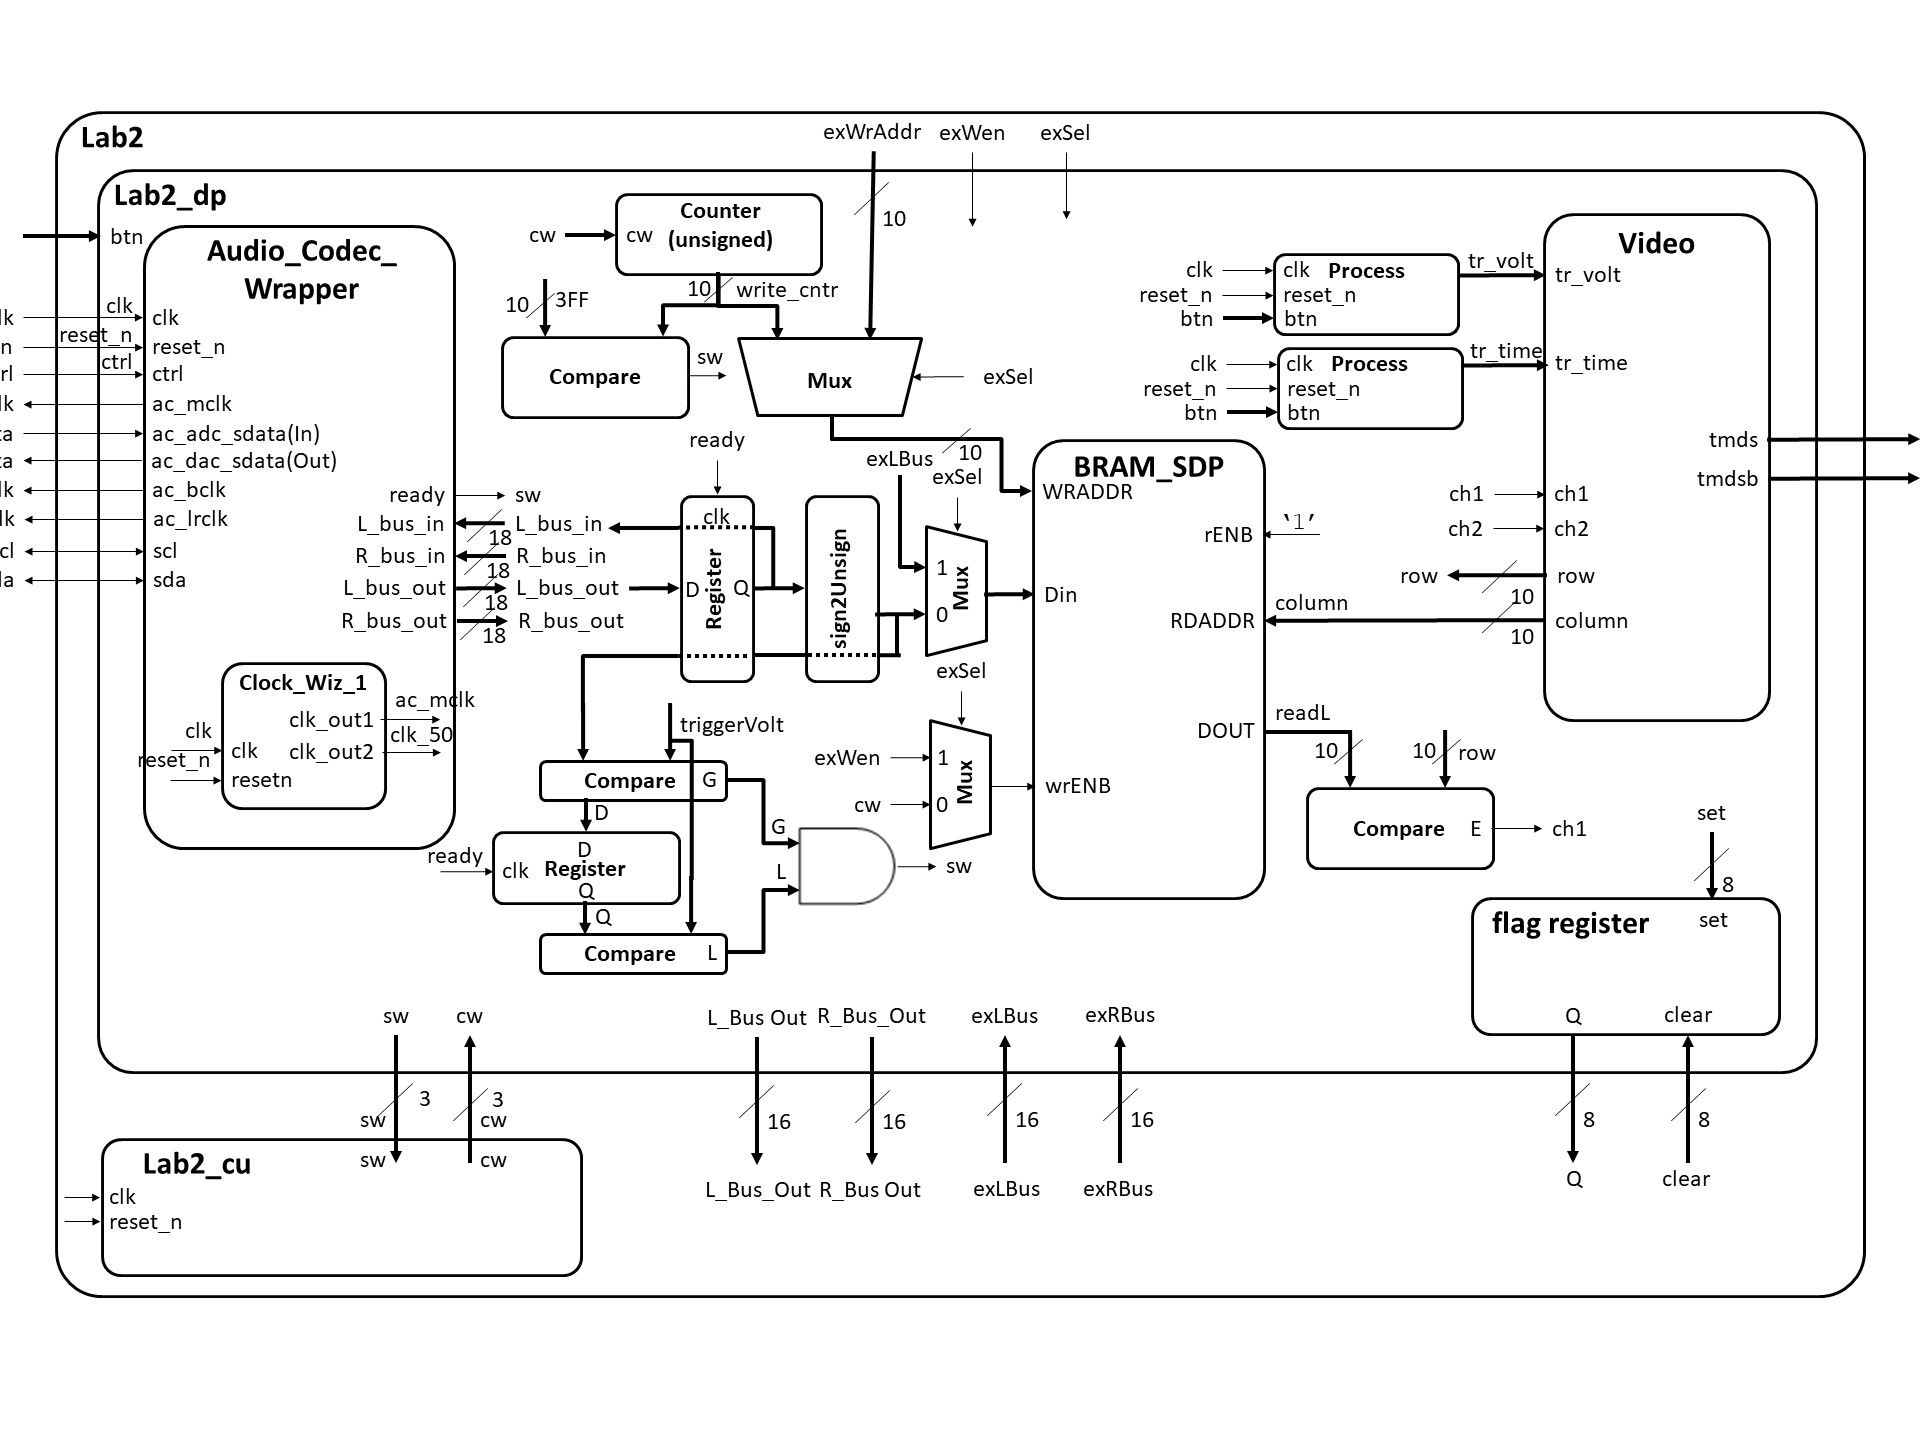 Lab2
exWrAddr
exWen
exSel
Lab2_dp
10
btn
Audio_Codec_
Wrapper
cw
cw
Counter
(unsigned)
10
write_cntr
10
3FF
Compare
sw
Mux
exSel
clk
reset_n
btn
clk
Process
reset_n
btn
tr_volt
clk
reset_n
btn
clk
Process
reset_n
btn
tr_time
Video
tr_volt
tr_time
tmds
tmdsb
ch1
ch1
ch2
ch2
row
row
10
column
column
10
lk
clk
clk
n
reset_n
reset_n
rl
ctrl
ctrl
lk
ac_mclk
ta
ac_adc_sdata(In)
ta
ac_dac_sdata(Out)
lk
ac_bclk
lk
ac_lrclk
cl
scl
da
sda
ready
sw
L_bus_in
18
L_bus_in
R_bus_in
18
R_bus_in
L_bus_out
18
L_bus_out
R_bus_out
18
R_bus_out
Clock_Wiz_1
clk
clk
reset_n
resetn
clk_out1
ac_mclk
clk_out2
clk_50
ready
clk
D
Register
Q
sign2Unsign
exLBus
10
exSel
1
0
Mux
BRAM_SDP
WRADDR
rENB
‘1’
Din
RDADDR
DOUT
wrENB
exSel
exWen
1
cw
0
Mux
triggerVolt
Compare
G
D
ready
clk
D
Register
Q
Q
Compare
L
G
L
sw
readL
10
10
row
Compare
E
ch1
set
8
flag register
set
Q
clear
8
8
Q
clear
sw
cw
3
3
sw
cw
L_Bus Out
R_Bus_Out
exLBus
exRBus
16
16
16
16
L_Bus_Out
R_Bus Out
exLBus
exRBus
Lab2_cu
sw
cw
clk
reset_n